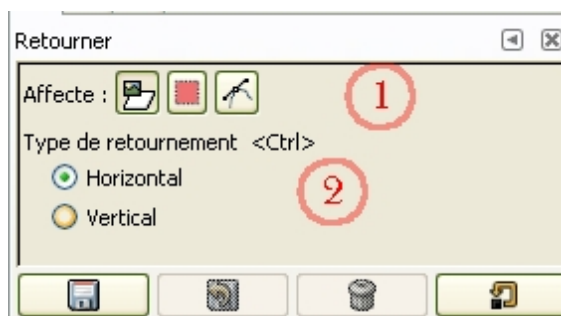 Retourner
Affecte :
1
Type de retournement <Ctrl>
Horizontal
2
Vertical